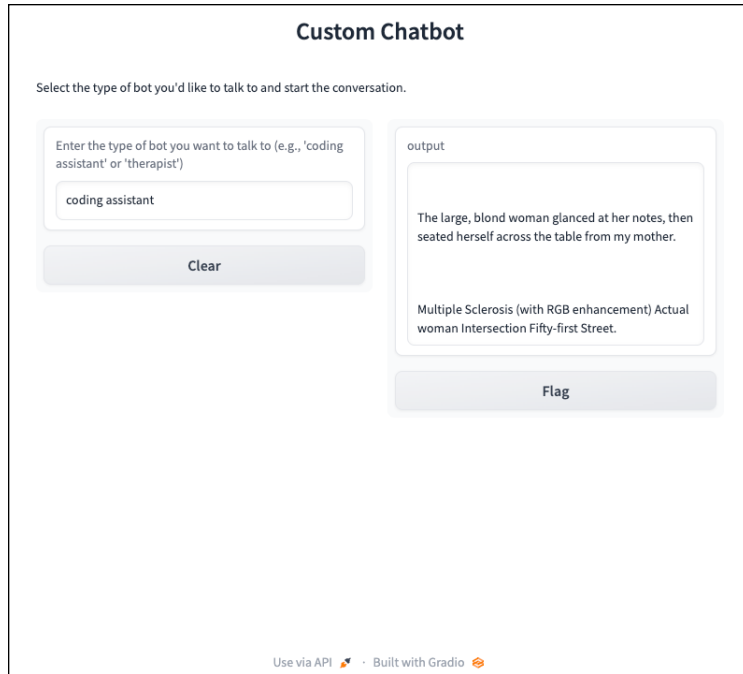 Custom Chatbot
Select the type of bot you'd like to talk to and start the conversation.
Enter the type of bot you want to talk to (e.g., 'coding
assistant' or 'therapist')
coding assistant
Clear
output
The large, blond woman glanced at her notes, then
seated herself across the table from my mother.
Multiple Sclerosis (with RGB enhancement) Actual
woman Intersection Fifty-first Street.
Flag
Use via API · Built with Gradio